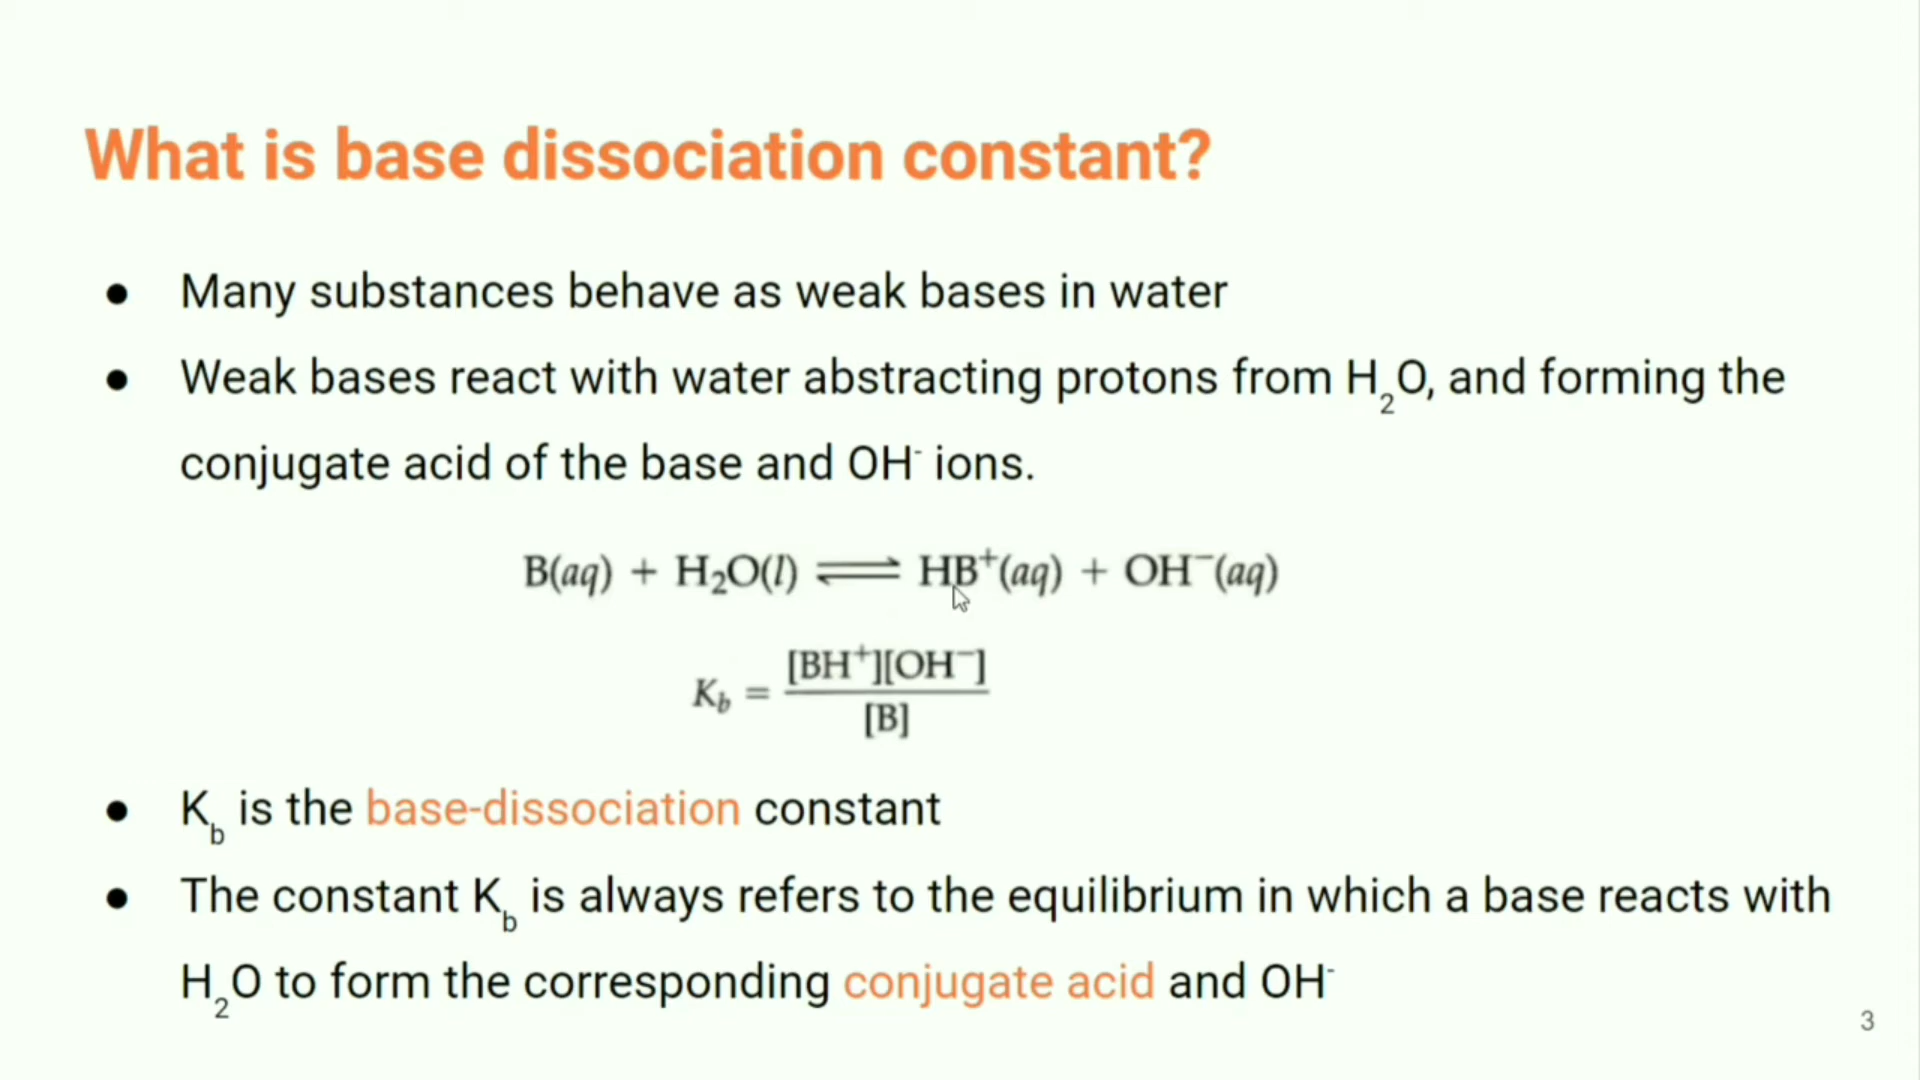 What is base dissociation constant?
● Many substances behave as weak bases in water
● Weak bases react with water abstracting protons from H₂O, and forming the
conjugate acid of the base and OH⁻ ions.
B(aq) + H₂O(l) ⇌ HB⁺(aq) + OH⁻(aq)
[BH⁺][OH⁻]
K_b =
[B]
● K_b is the base-dissociation constant
● The constant K_b is always refers to the equilibrium in which a base reacts with
H₂O to form the corresponding conjugate acid and OH⁻
3